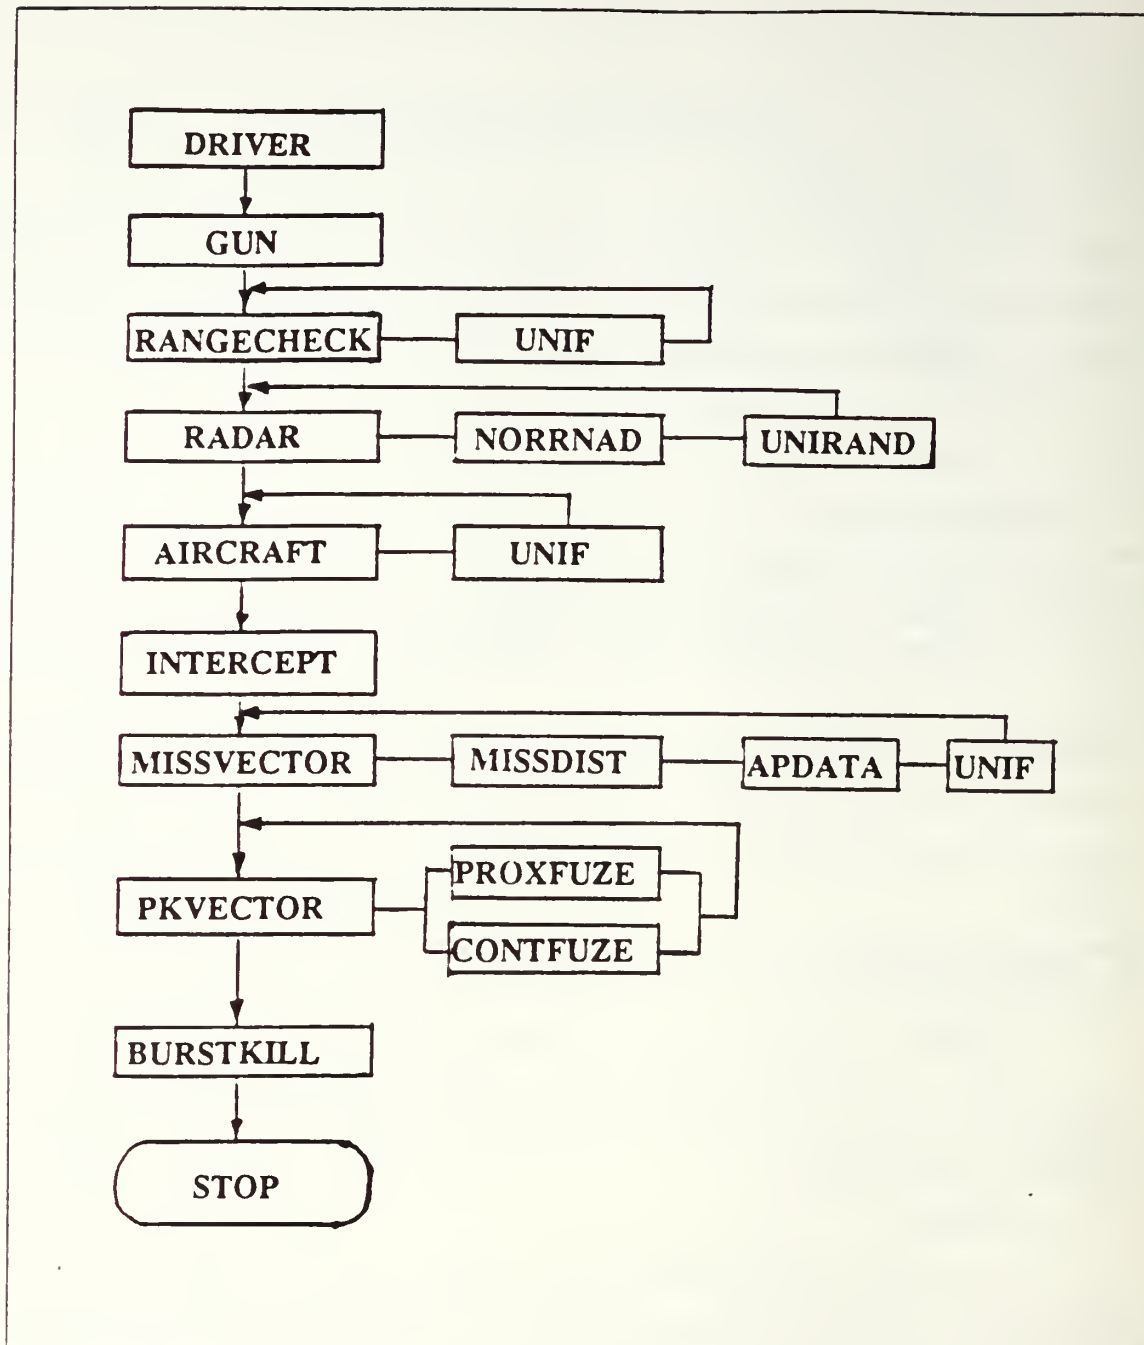 DRIVER
GUN
RANGECHECK UNIF
RADAR NORRNAD UNIRAND
AIRCRAFT UNIF
INTERCEPT
MISSVECTOR MISSDIST APDATA UNIF
PKVECTOR PROXFUZE
CONTFUZE
BURSTKILL
STOP